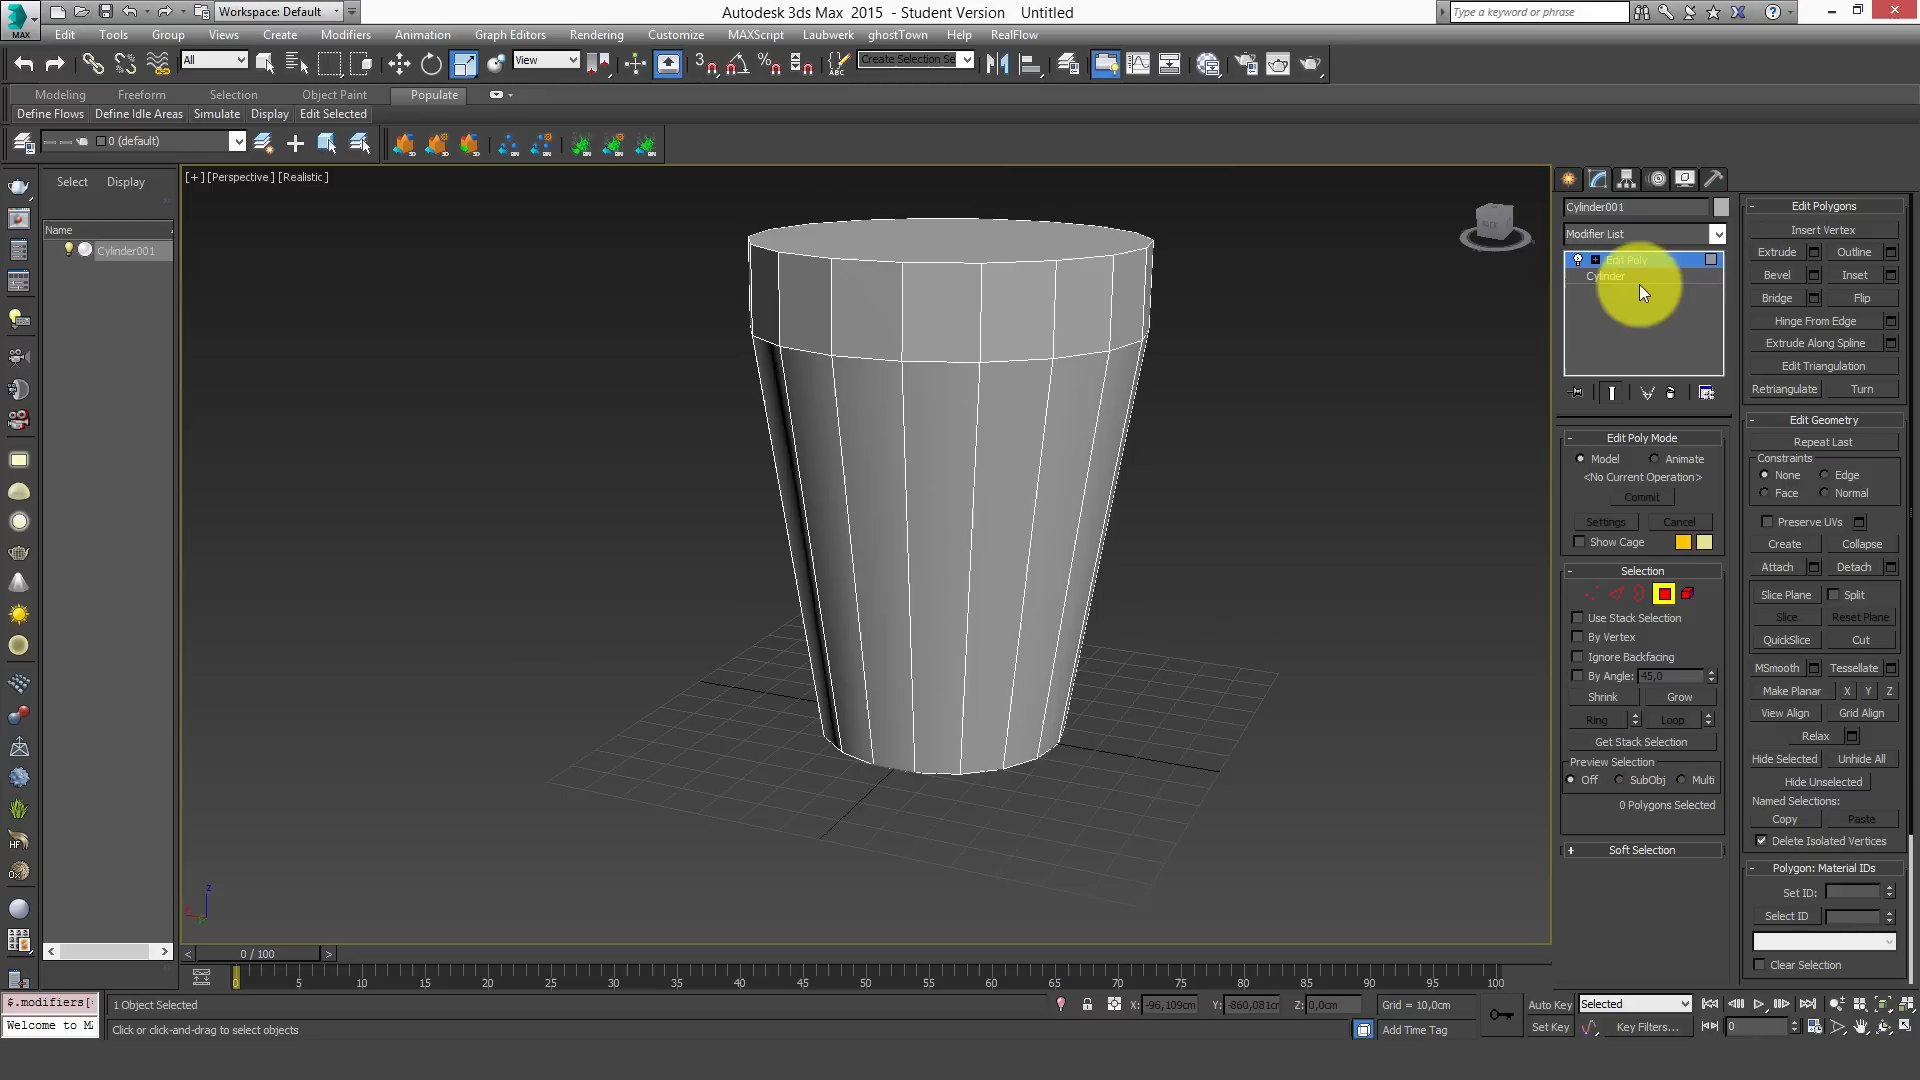 Workspace: Default
Autodesk 3ds Max 2015 - Student Version Untitled
Type a keyword or phrase
MAX
Edit Tools Group Views Create Modifiers Animation Graph Editors Rendering Customize MAXScript Laubwerk ghostTown Help RealFlow
All
View
3
ABC
Create Selection Se
Modeling Freeform Selection Object Paint Populate
Define Flows Define Idle Areas Simulate Display Edit Selected
0 (default)
Select Display
Name
Cylinder001
[+] [Perspective] [Realistic]
Cylinder001
Modifier List
Edit Poly
Cylinder
Edit Poly Mode
Model Animate
<No Current Operation>
Commit
Settings Cancel
Show Cage
Selection
Use Stack Selection
By Vertex
Ignore Backfacing
By Angle: 45,0
Shrink Grow
Ring Loop
Get Stack Selection
Preview Selection
Off SubObj Multi
0 Polygons Selected
Soft Selection
Edit Polygons
Insert Vertex
Extrude Outline
Bevel Inset
Bridge Flip
Hinge From Edge
Extrude Along Spline
Edit Triangulation
Retriangulate Turn
Edit Geometry
Repeat Last
Constraints
None Edge
Face Normal
Preserve UVs
Create Collapse
Attach Detach
Slice Plane Split
Slice Reset Plane
QuickSlice Cut
MSmooth Tessellate
Make Planar X Y Z
View Align Grid Align
Relax
Hide Selected Unhide All
Hide Unselected
Named Selections:
Copy Paste
Delete Isolated Vertices
Polygon: Material IDs
Set ID:
Select ID
Clear Selection
z
0 / 100
0 5 10 15 20 25 30 35 40 45 50 55 60 65 70 75 80 85 90 95 100
$.modifiers[
Welcome to M
1 Object Selected
Click or click-and-drag to select objects
X: -96,109cm Y: -860,081cr Z: 0,0cm Grid = 10,0cm
Add Time Tag
Auto Key Selected
Set Key Key Filters... 0